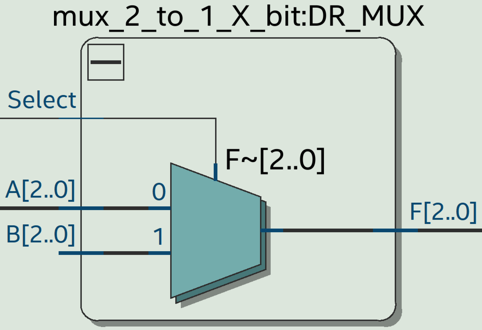 mux_2_to_1_X_bit:DR_MUX
Select
F~[2..0]
A[2..0]
0
F[2..0]
B[2..0]
1